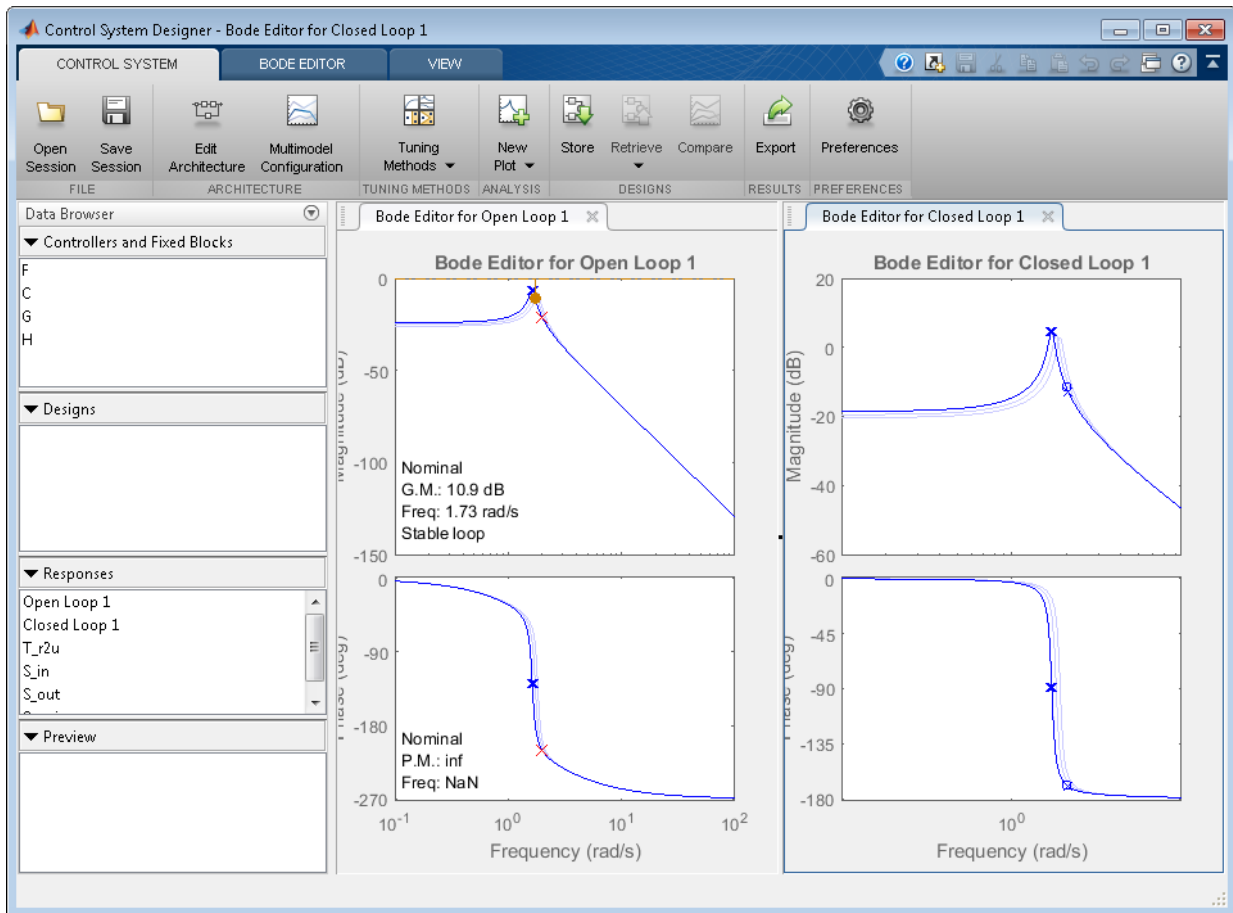 Control System Designer - Bode Editor for Closed Loop 1
CONTROL SYSTEM
BODE EDITOR
VIEW
Open Session
Save Session
Edit Architecture
Multimodel Configuration
Tuning Methods
New Plot
Store
Retrieve
Compare
Export
Preferences
FILE
ARCHITECTURE
TUNING METHODS
ANALYSIS
DESIGNS
RESULTS
PREFERENCES
Data Browser
Controllers and Fixed Blocks
F
C
G
H
Designs
Responses
Open Loop 1
Closed Loop 1
T_r2u
S_in
S_out
Preview
Bode Editor for Open Loop 1
Bode Editor for Open Loop 1
0
-50
-100
-150
Magnitude (dB)
Nominal
G.M.: 10.9 dB
Freq: 1.73 rad/s
Stable loop
0
-90
-180
-270
Phase (deg)
Nominal
P.M.: inf
Freq: NaN
10^-1
10^0
10^1
10^2
Frequency (rad/s)
Bode Editor for Closed Loop 1
Bode Editor for Closed Loop 1
20
0
-20
-40
-60
Magnitude (dB)
0
-45
-90
-135
-180
Phase (deg)
10^0
Frequency (rad/s)